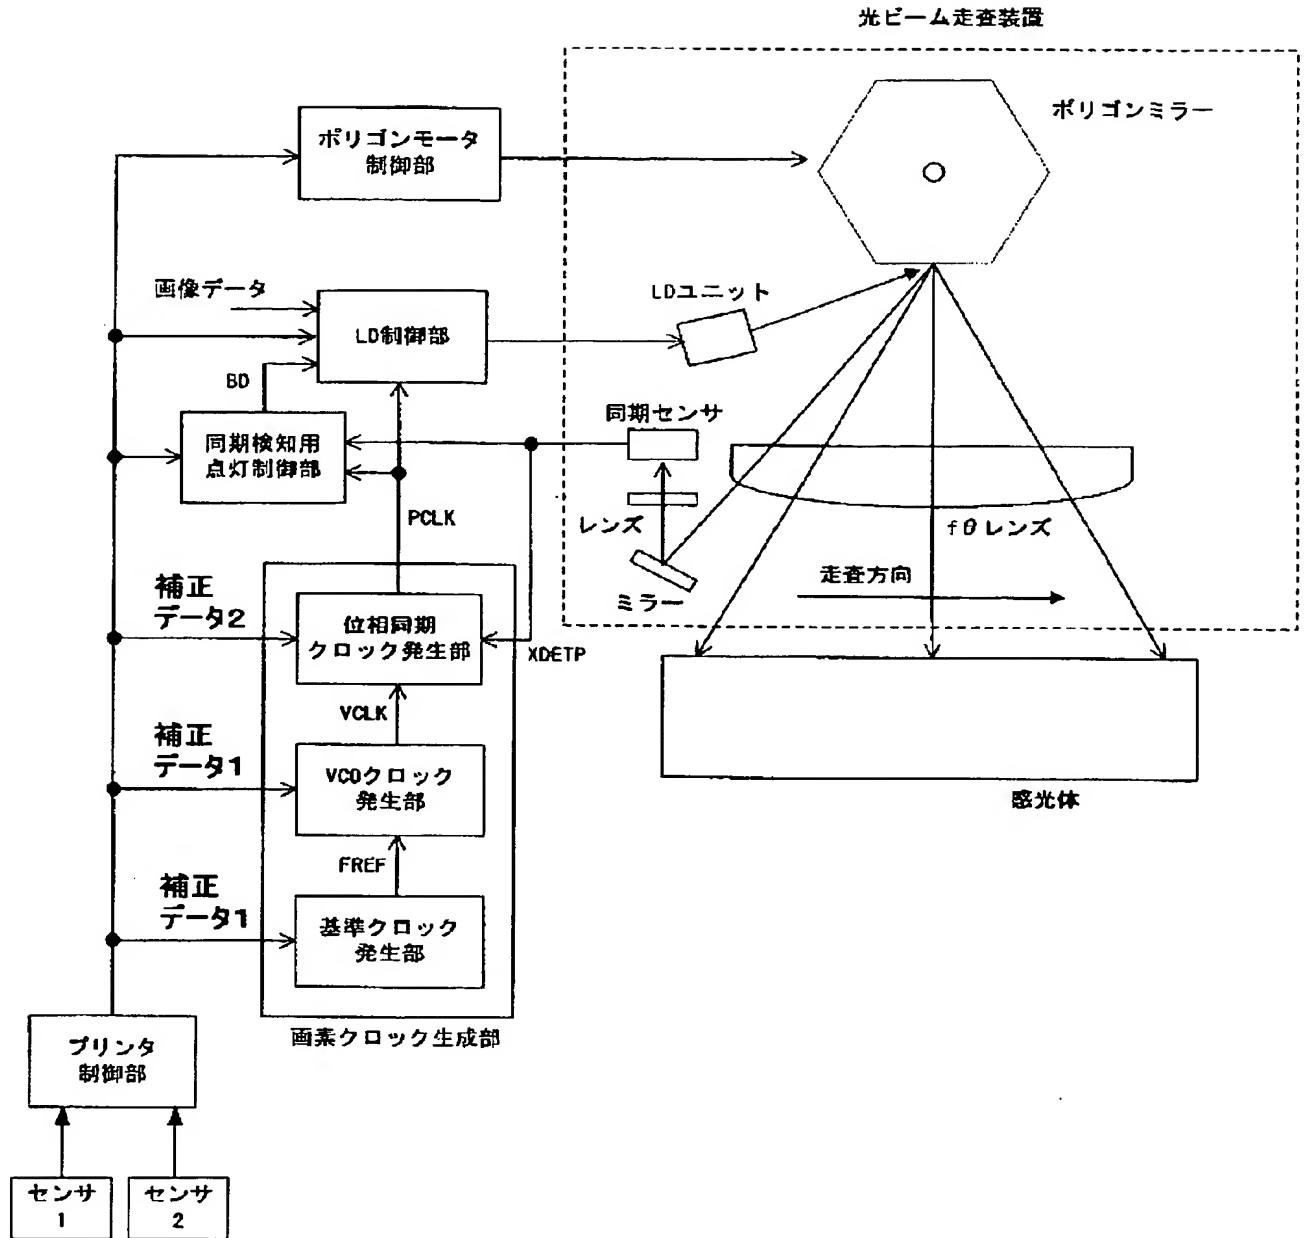 光ビーム走査装置
ポリゴンモータ
制御部
ポリゴンミラー
画像データ
LD制御部
LDユニット
BD
同期検知用
点灯制御部
同期センサ
PCLK
レンズ
fθレンズ
走査方向
ミラー
補正
データ2
位相同期
クロック発生部
XDETP
VCLK
補正
データ1
VCOクロック
発生部
感光体
FREF
補正
データ1
基準クロック
発生部
画素クロック生成部
プリンタ
制御部
センサ
1
センサ
2